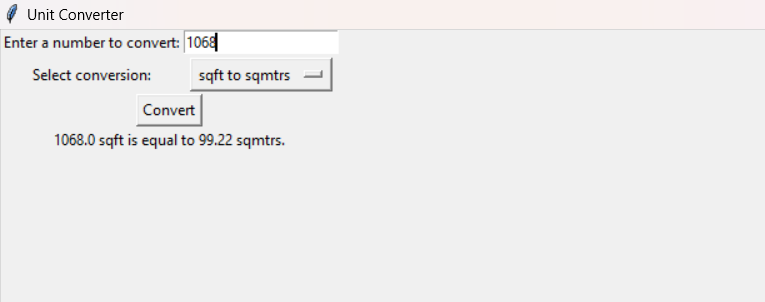 Unit Converter
Enter a number to convert: 1068
Select conversion: sqft to sqmtrs
Convert
1068.0 sqft is equal to 99.22 sqmtrs.